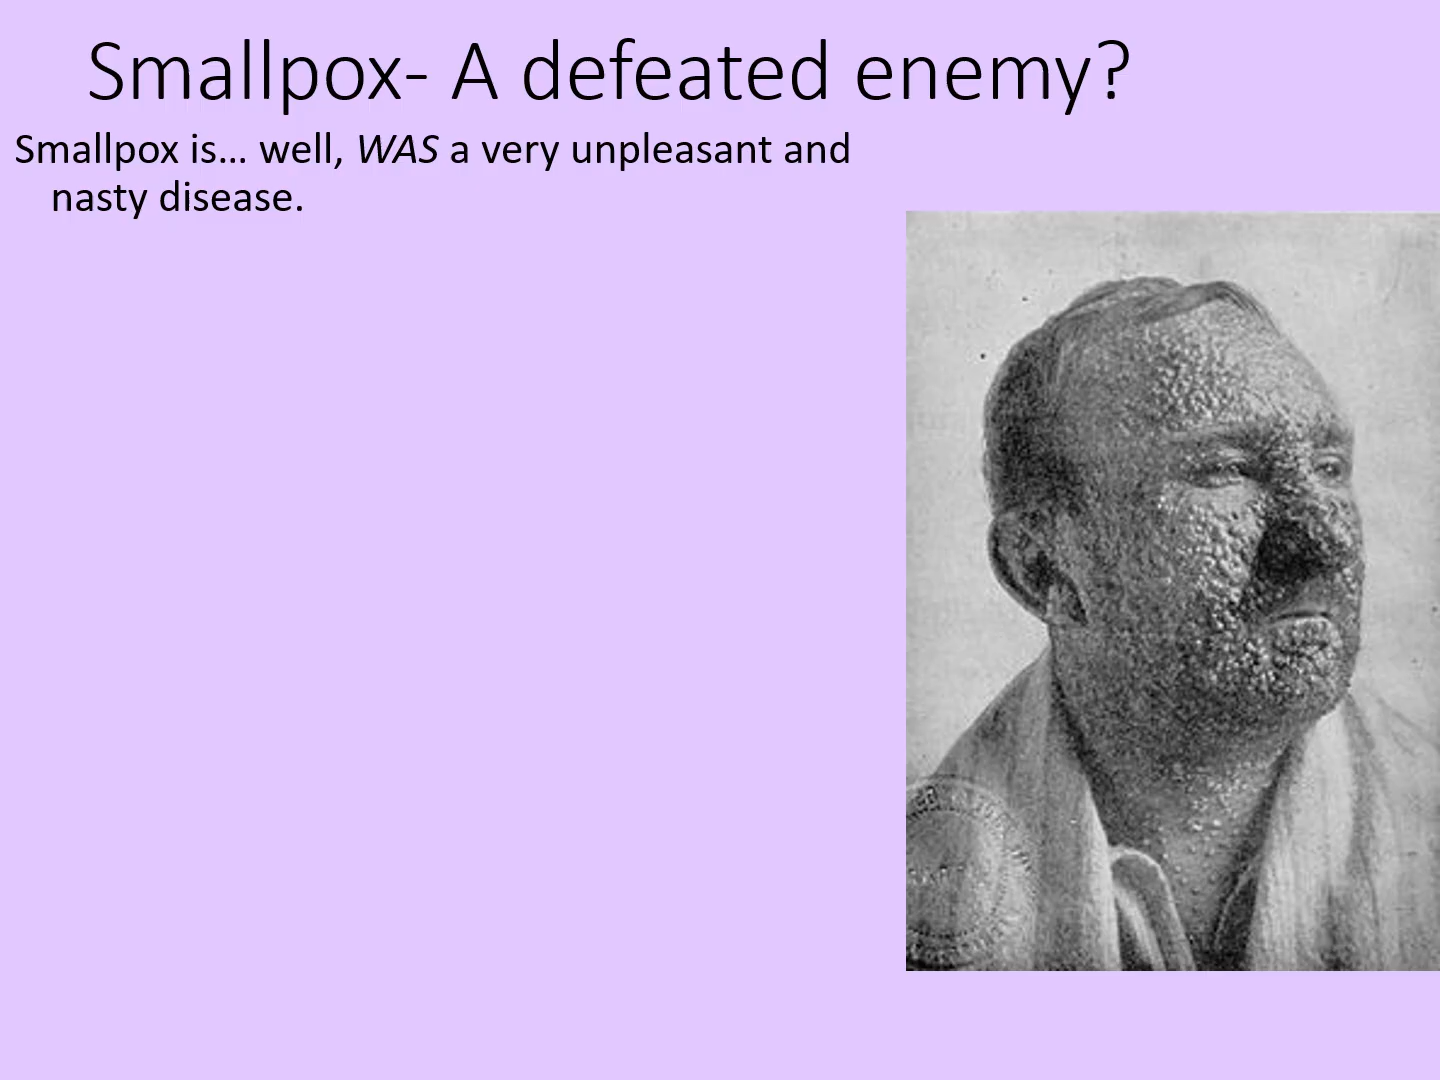 Smallpox- A defeated enemy?
Smallpox is… well, WAS a very unpleasant and
nasty disease.